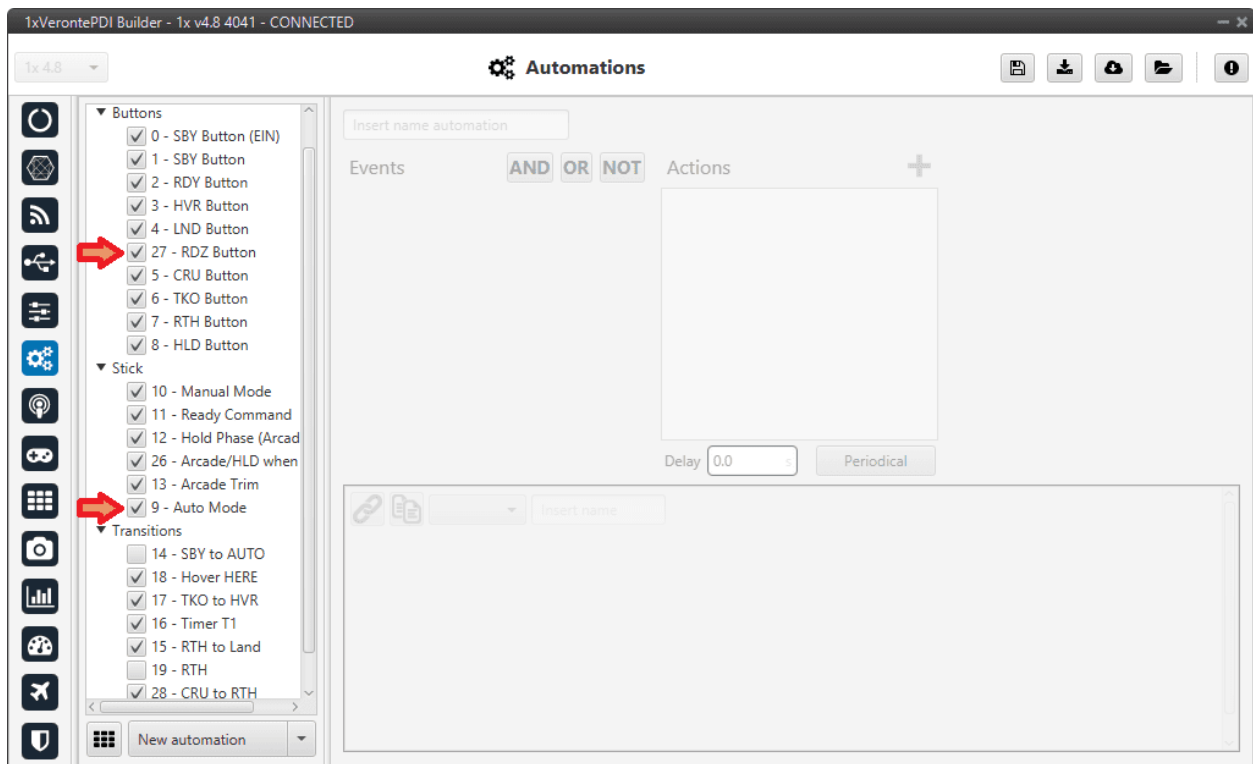 1xVerontePDI Builder - 1x v4.8 4041 - CONNECTED
1x 4.8
Automations
Buttons
0 - SBY Button (EIN)
1 - SBY Button
2 - RDY Button
3 - HVR Button
4 - LND Button
27 - RDZ Button
5 - CRU Button
6 - TKO Button
7 - RTH Button
8 - HLD Button
Stick
10 - Manual Mode
11 - Ready Command
12 - Hold Phase (Arcad
26 - Arcade/HLD when
13 - Arcade Trim
9 - Auto Mode
Transitions
14 - SBY to AUTO
18 - Hover HERE
17 - TKO to HVR
16 - Timer T1
15 - RTH to Land
19 - RTH
28 - CRU to RTH
New automation
Insert name automation
Events AND OR NOT Actions
Delay 0.0 s Periodical
Insert name